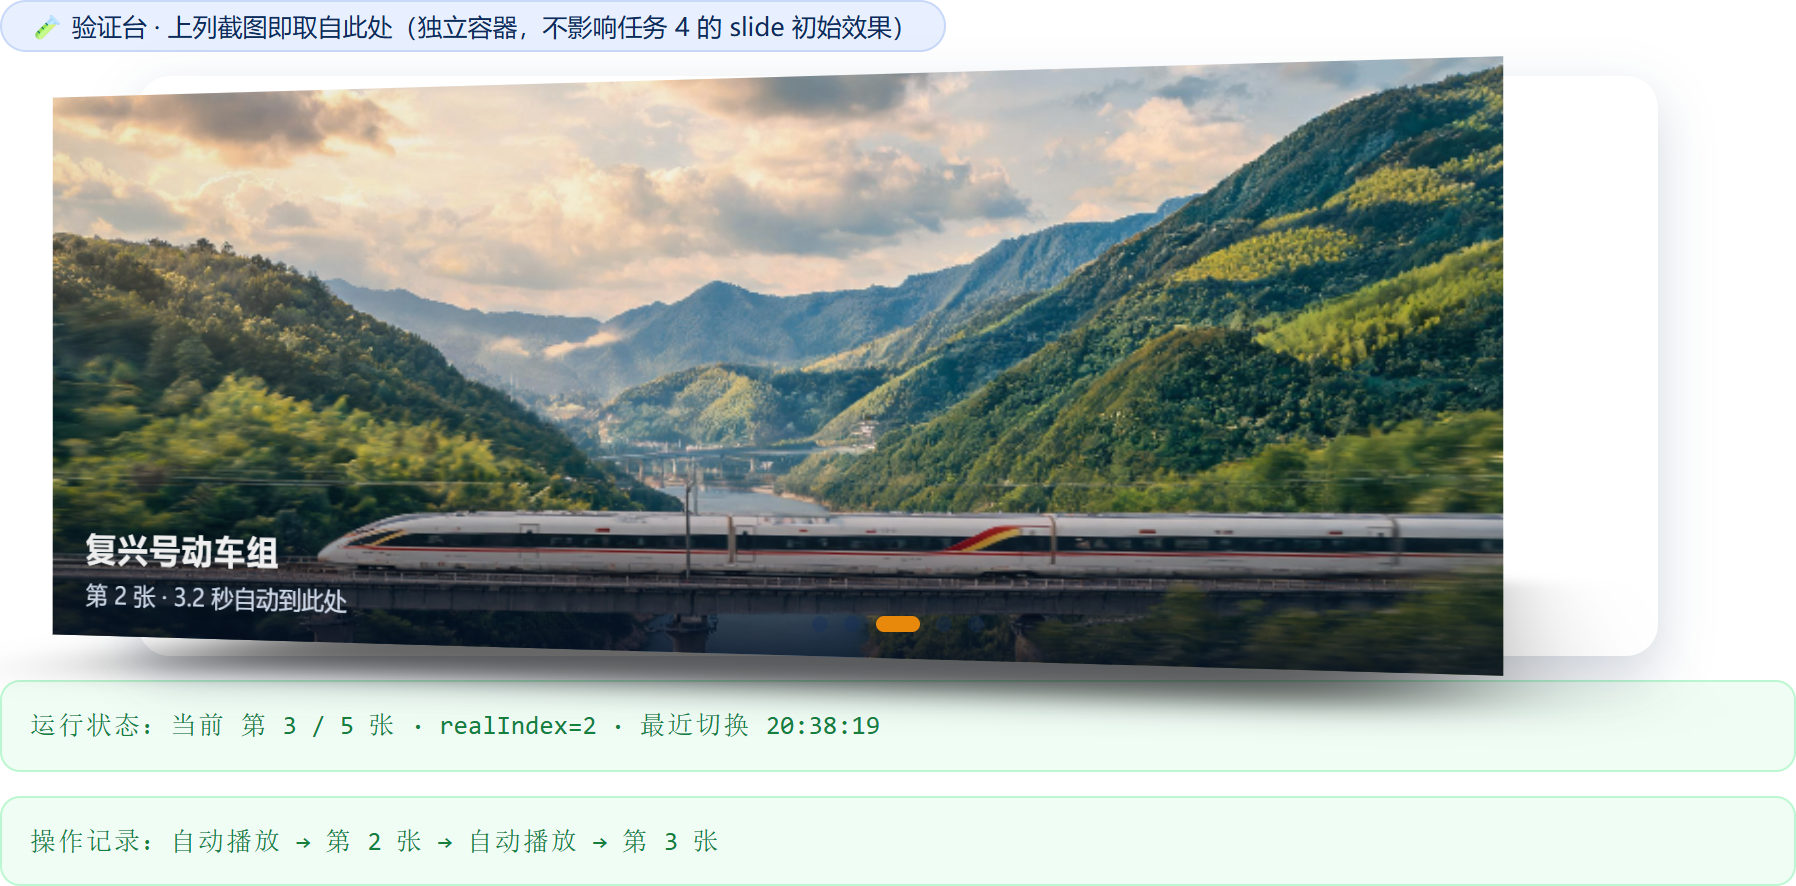 验证台 · 上列截图即取自此处（独立容器，不影响任务 4 的 slide 初始效果）
复兴号动车组
第 2 张 · 3.2 秒自动到此处
运行状态：当前 第 3 / 5 张 · realIndex=2 · 最近切换 20:38:19
操作记录：自动播放 → 第 2 张 → 自动播放 → 第 3 张